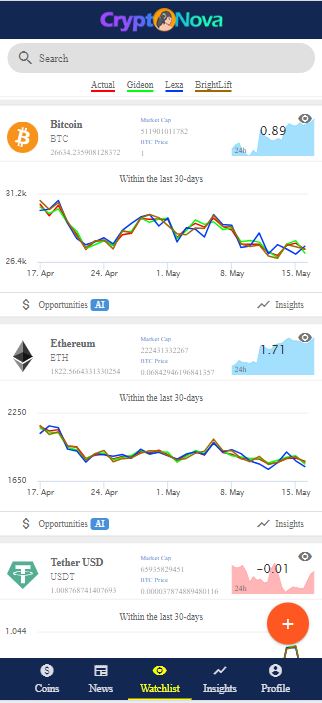 CryptoNova
Search
Actual Gideon Lexa BrightLift
Bitcoin
BTC
26634.235908128372
Market Cap
511901011782
BTC Price
1
0.89
24h
Within the last 30-days
31.2k
26.4k
17. Apr 24. Apr 1. May 8. May 15. May
$ Opportunities AI Insights
Ethereum
ETH
1822.5664331330254
Market Cap
222431332267
BTC Price
0.0684294619684135​7
1.71
24h
Within the last 30-days
2250
1650
17. Apr 24. Apr 1. May 8. May 15. May
$ Opportunities AI Insights
Tether USD
USDT
1.008768741407693
Market Cap
65935829451
BTC Price
0.000037874889480116
-0.01
24h
Within the last 30-days
1.044
+
$
Coins News Watchlist Insights Profile